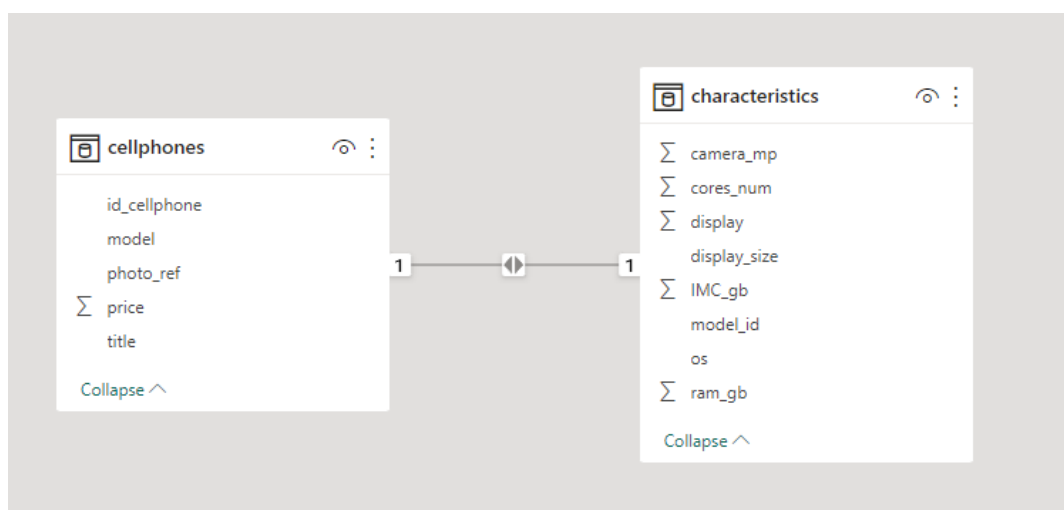 cellphones
id_cellphone
model
photo_ref
Σ price
title
Collapse
1
1
characteristics
Σ camera_mp
Σ cores_num
Σ display
display_size
Σ IMC_gb
model_id
os
Σ ram_gb
Collapse